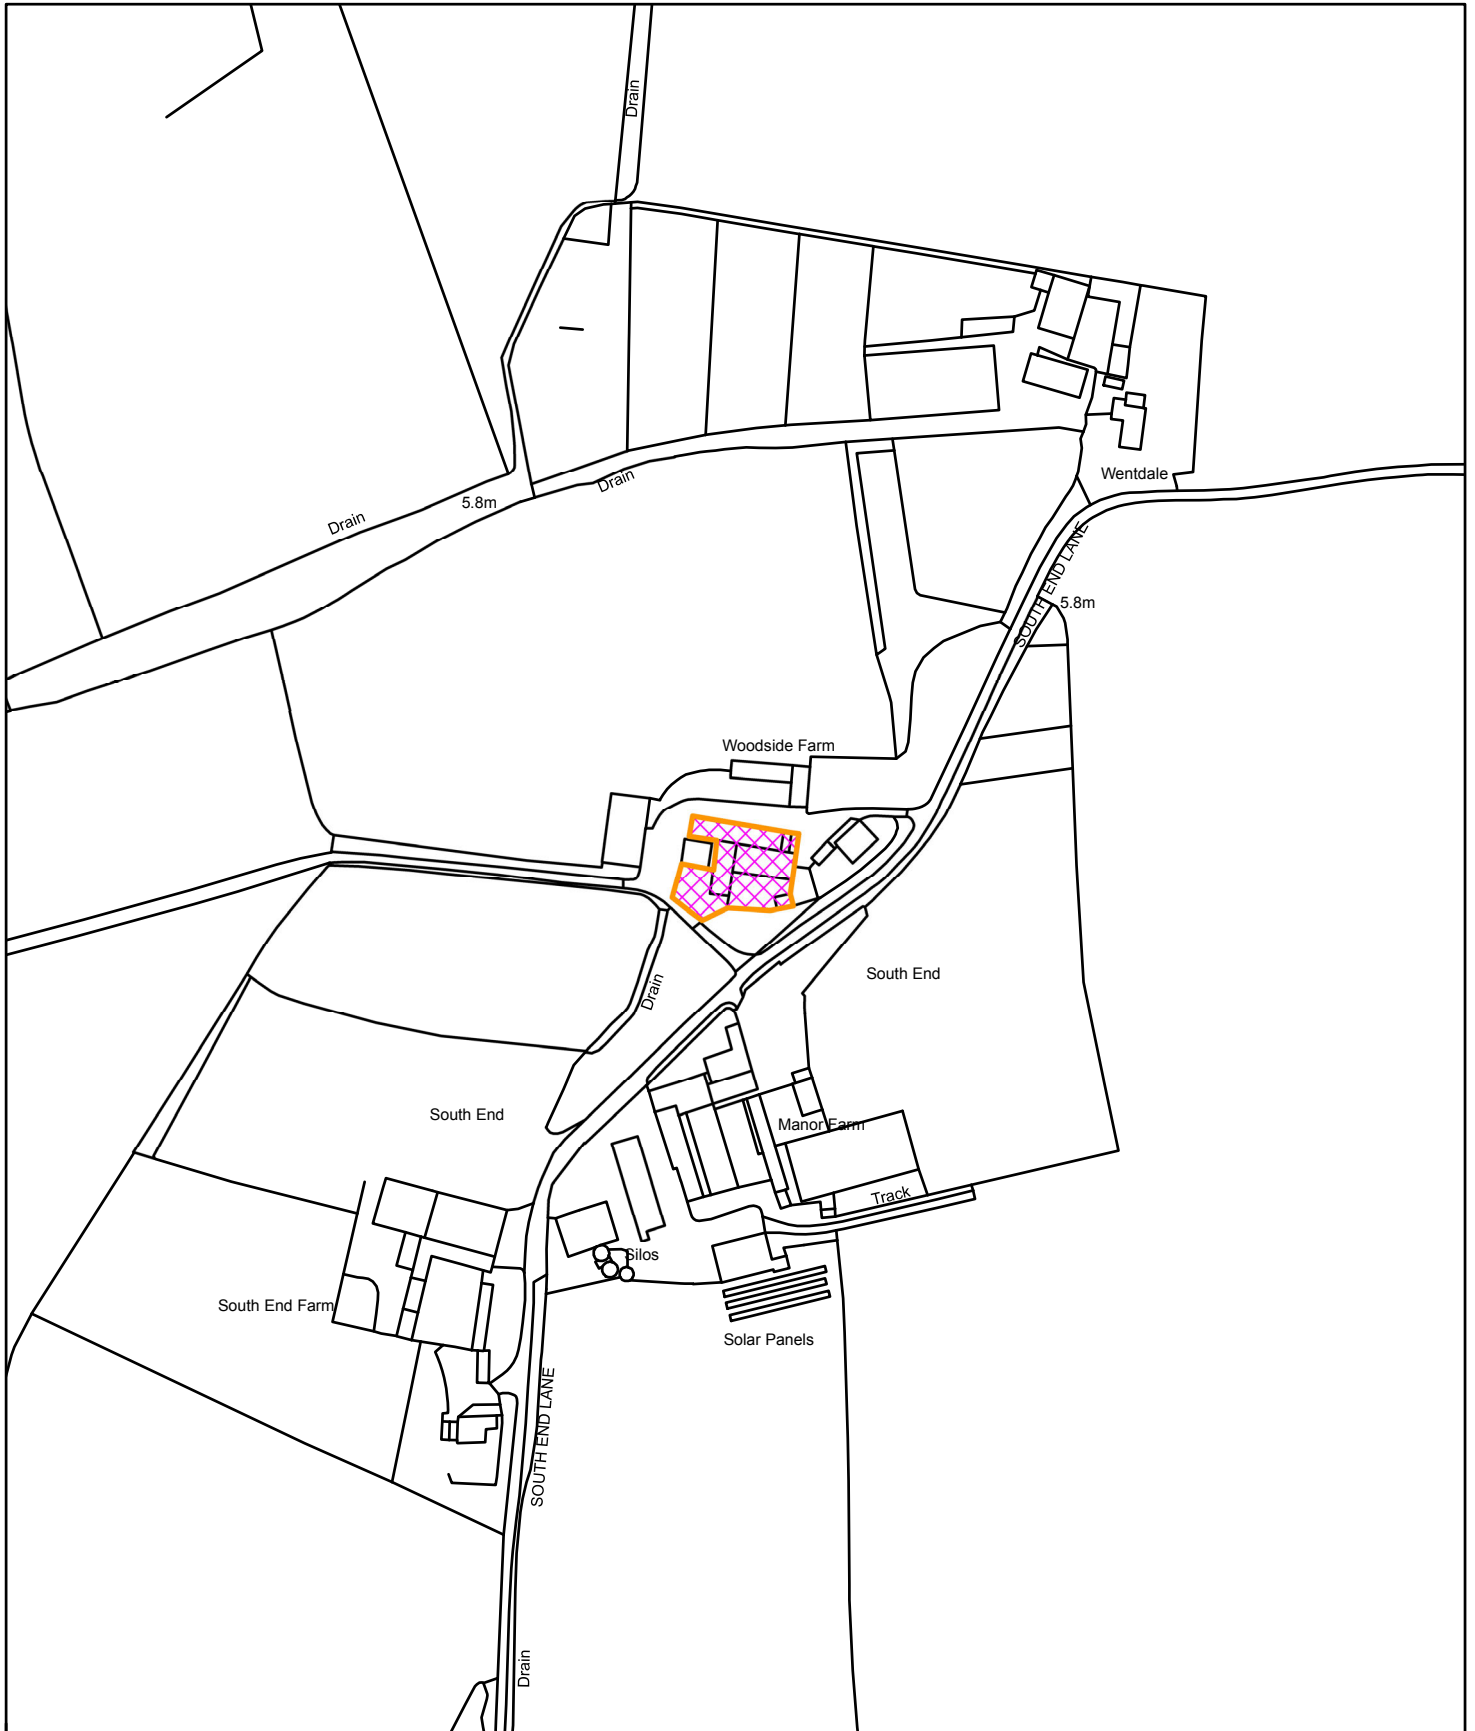 Drain
Drain
Drain
5.8m
Wentdale
SOUTH END LANE
5.8m
Woodside Farm
South End
Drain
South End
Manor Farm
Track
Silos
South End Farm
Solar Panels
SOUTH END LANE
Drain